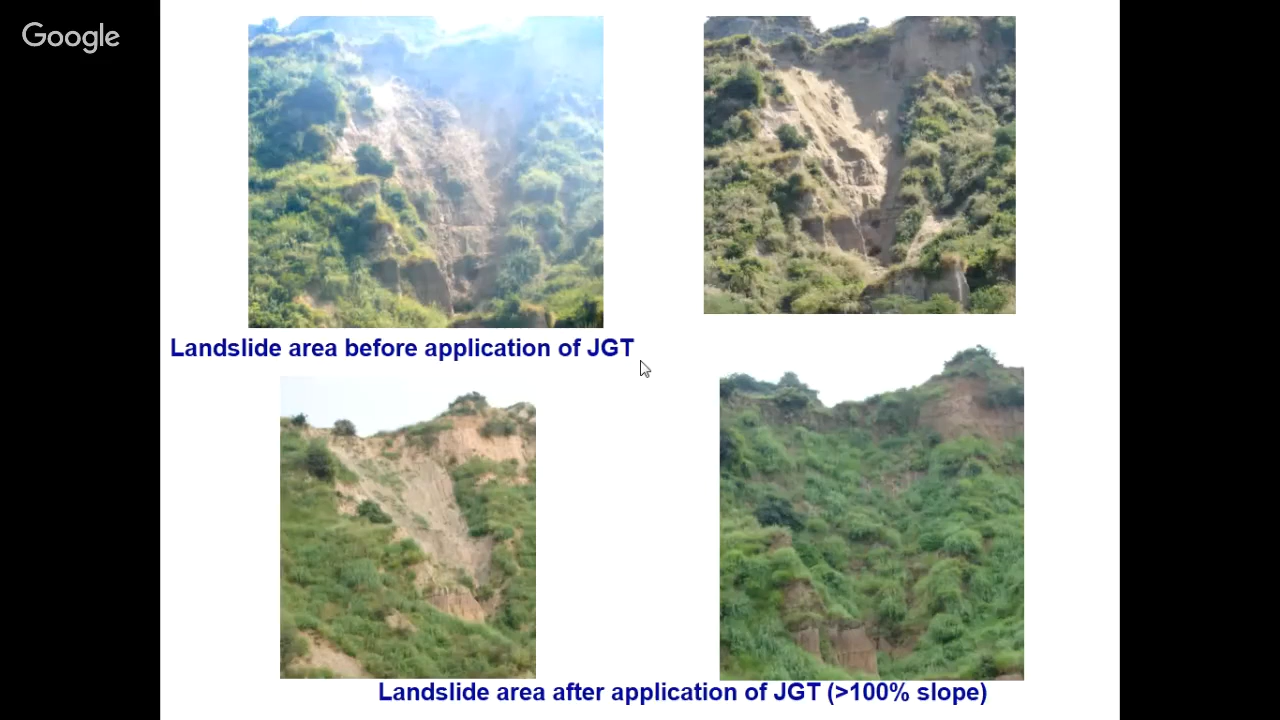 Google
Landslide area before application of JGT
Landslide area after application of JGT (>100% slope)